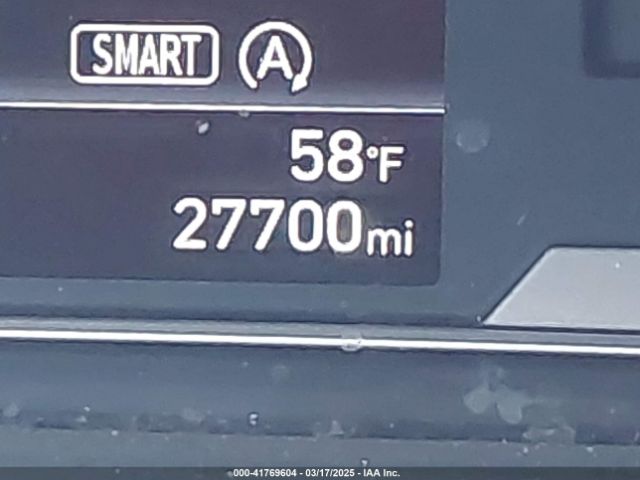 SMART A
58°F
27700mi
000-41769604 - 03/17/2025 - IAA Inc.